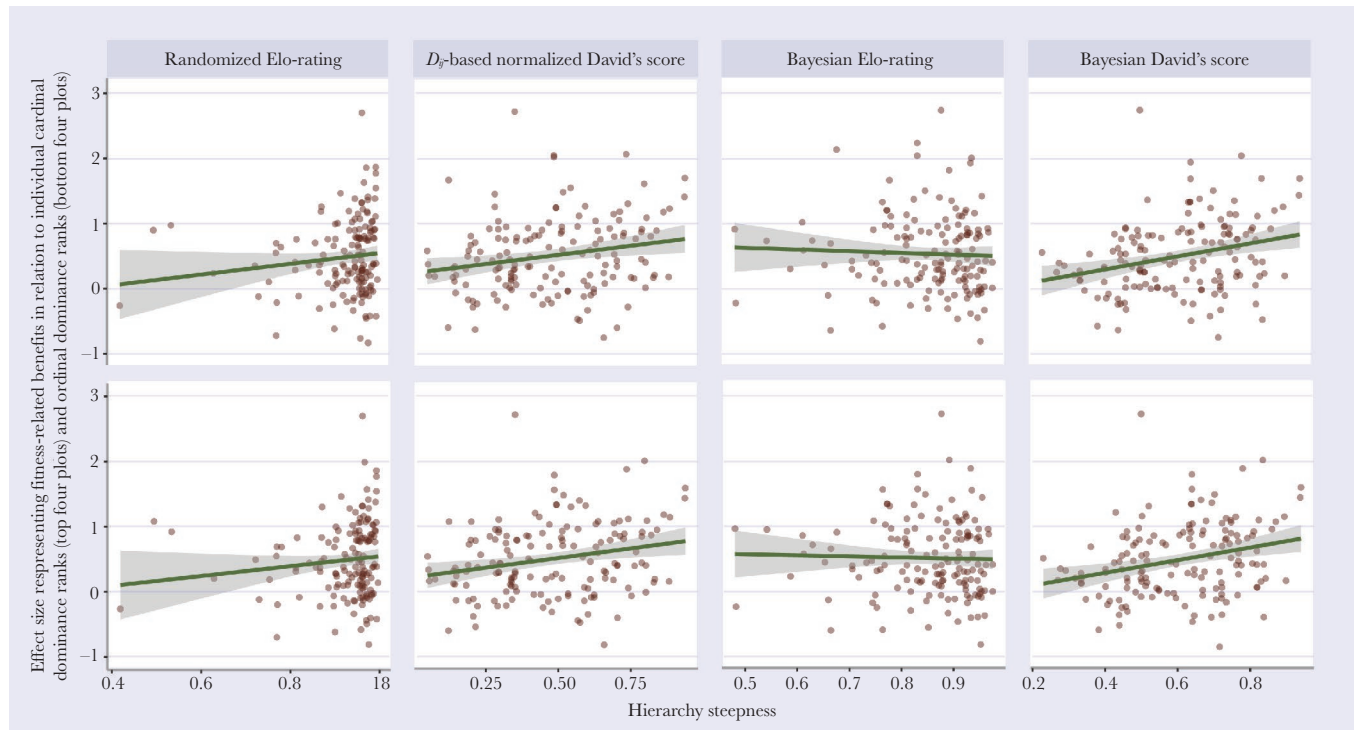 Effect size respresenting fitness-related benefits in relation to individual cardinal
dominance ranks (top four plots) and ordinal dominance ranks (bottom four plots)
Randomized Elo-rating
Dij-based normalized David's score
Bayesian Elo-rating
Bayesian David's score
3
2
1
0
−1
3
2
1
0
−1
0.4 0.6 0.8 18
0.25 0.50 0.75
0.5 0.6 0.7 0.8 0.9
0.2 0.4 0.6 0.8
Hierarchy steepness